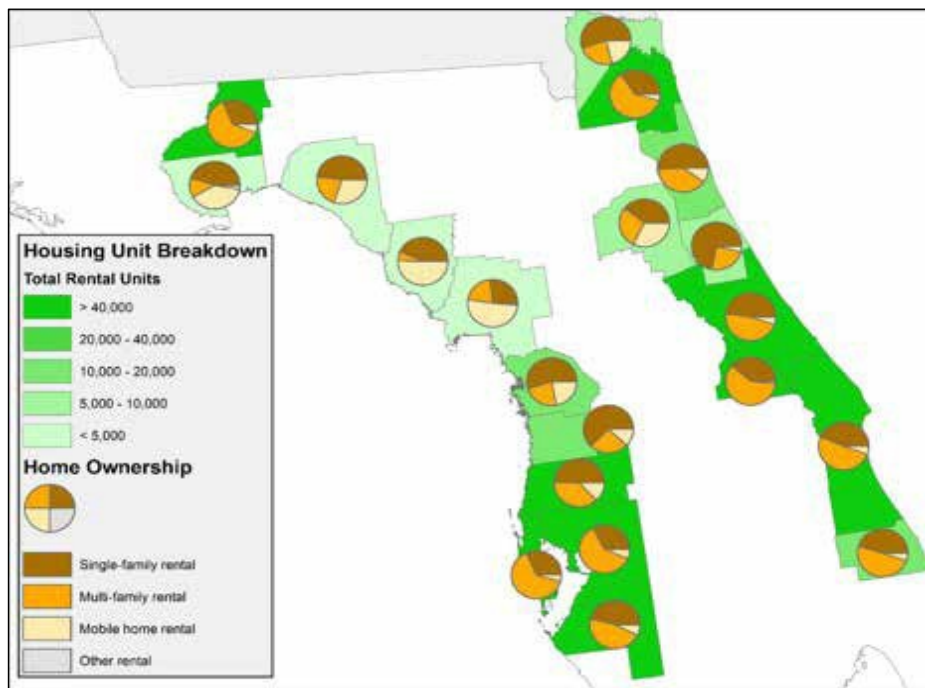 Housing Unit Breakdown
Total Rental Units
> 40,000
20,000 - 40,000
10,000 - 20,000
5,000 - 10,000
< 5,000
Home Ownership
Single-family rental
Multi-family rental
Mobile home rental
Other rental